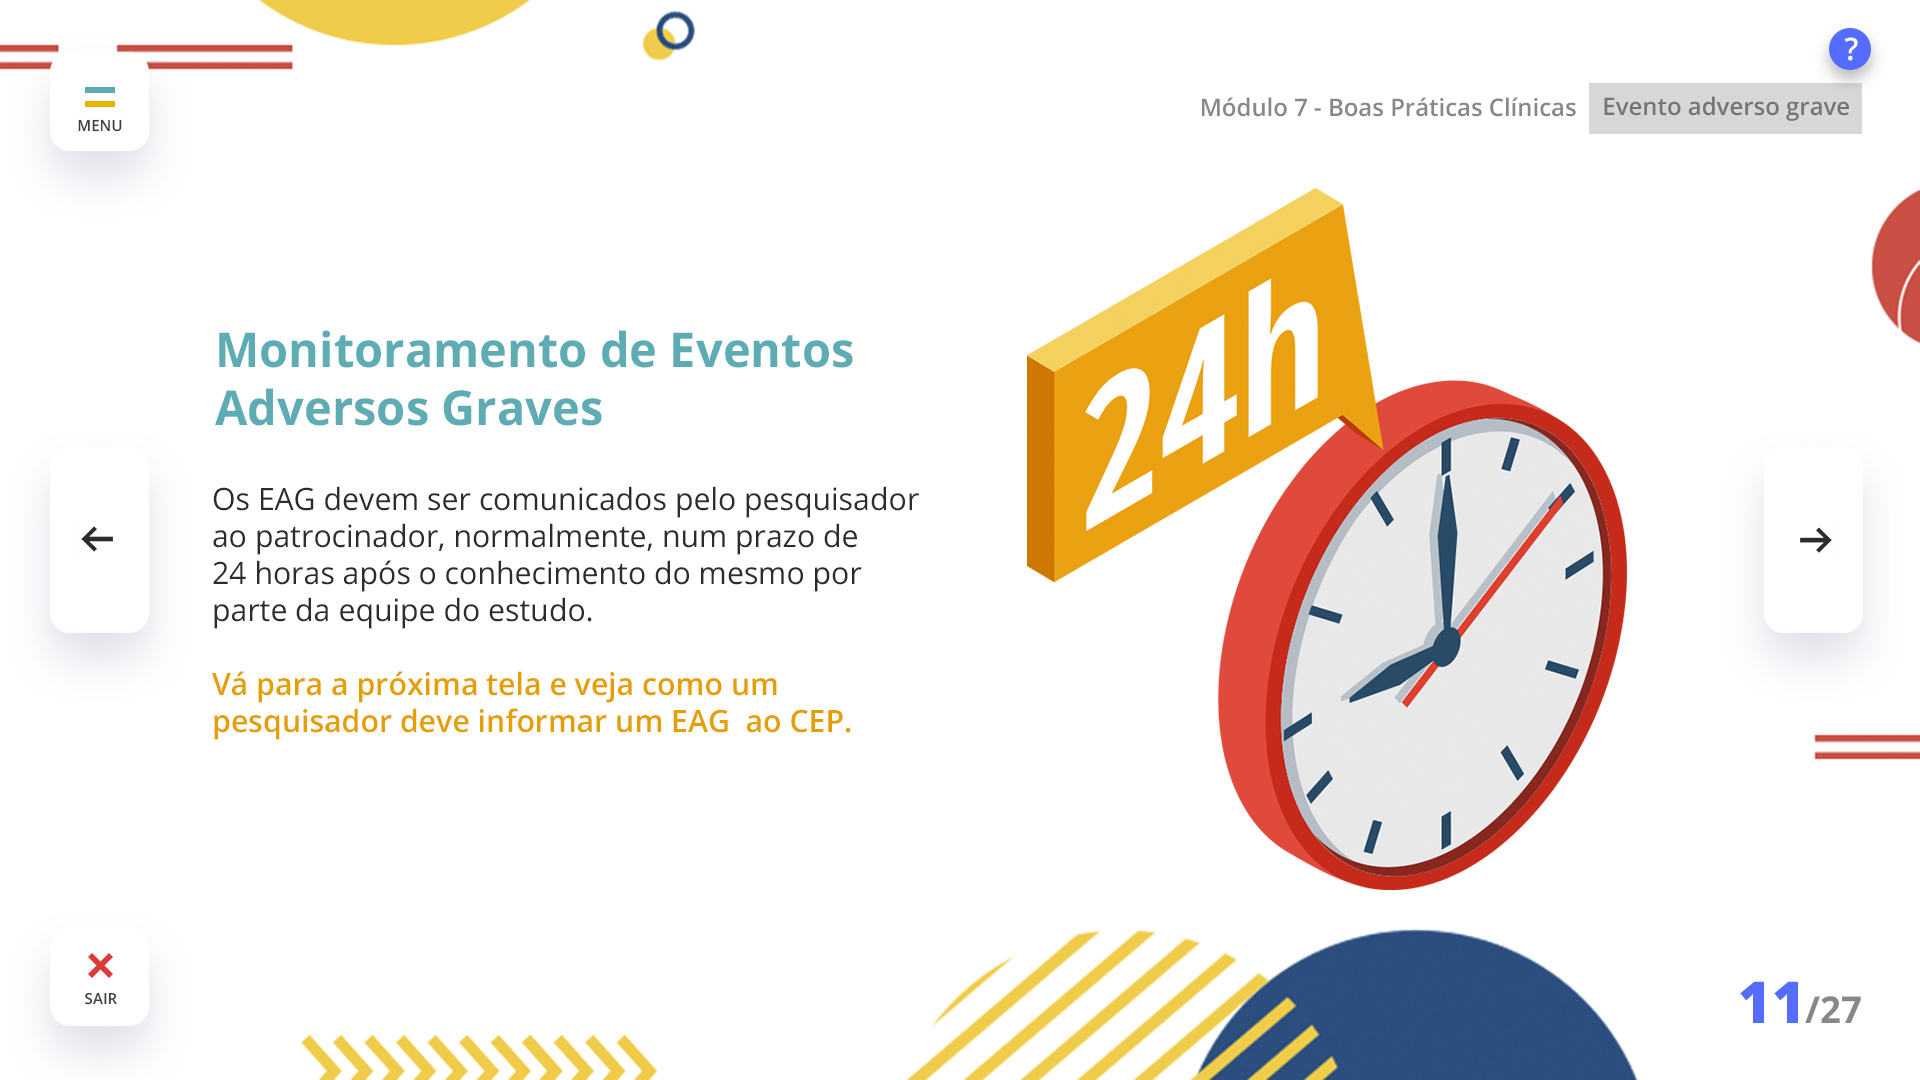 ?
MENU
Módulo 7 - Boas Práticas Clínicas
Evento adverso grave
24h
Monitoramento de Eventos
Adversos Graves
Os EAG devem ser comunicados pelo pesquisador
ao patrocinador, normalmente, num prazo de
24 horas após o conhecimento do mesmo por
parte da equipe do estudo.
Vá para a próxima tela e veja como um
pesquisador deve informar um EAG  ao CEP.
SAIR
11/27